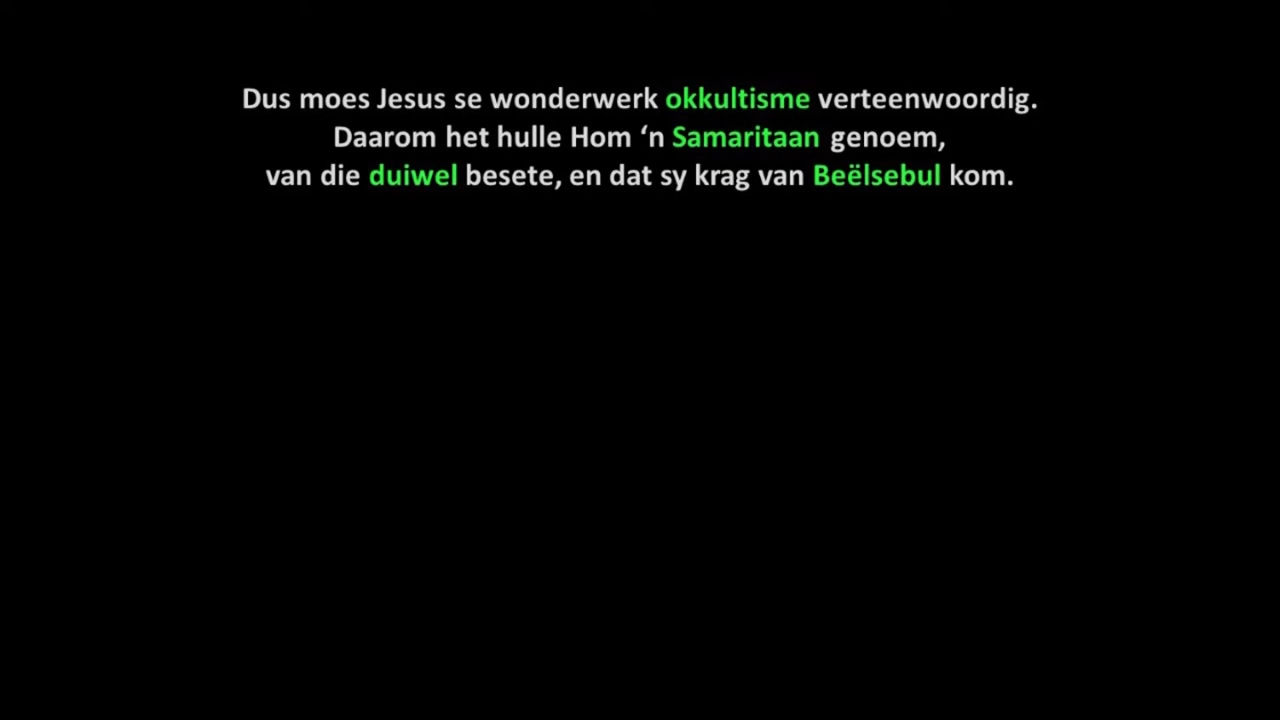 Dus moes Jesus se wonderwerk okkultisme verteenwoordig.
Daarom het hulle Hom ‘n Samaritaan genoem,
van die duiwel besete, en dat sy krag van Beëlsebul kom.